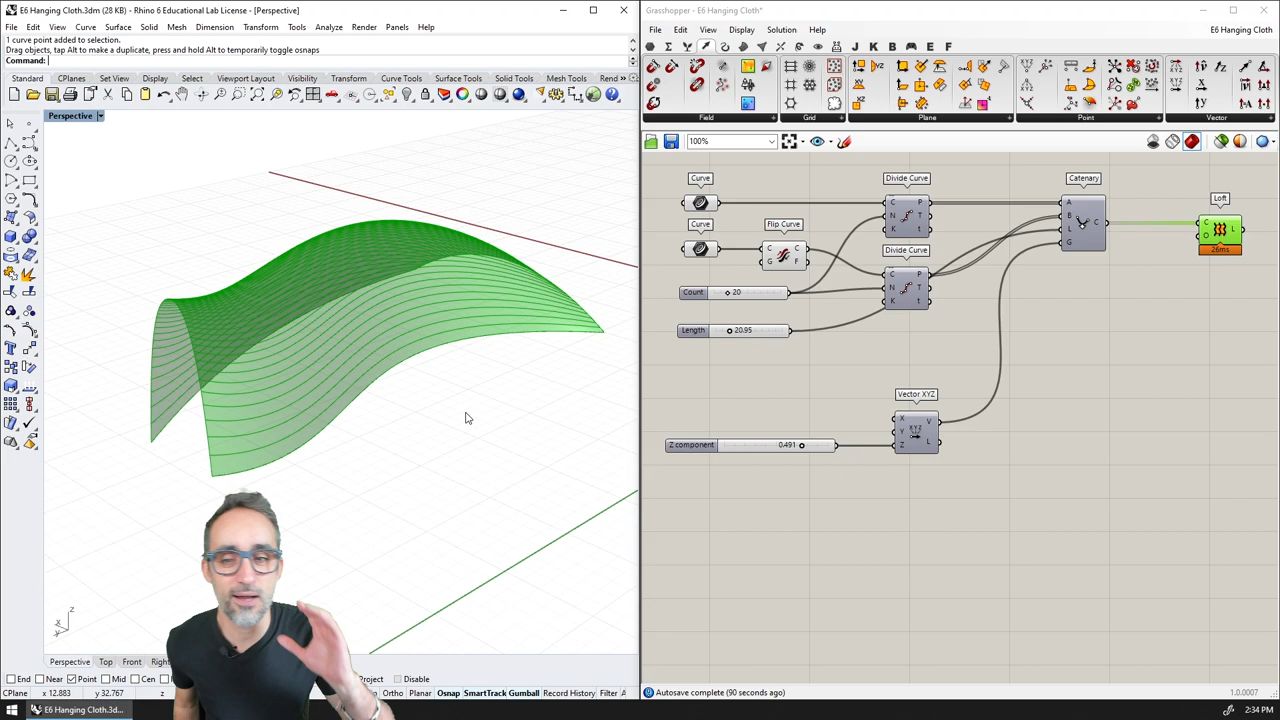 E6 Hanging Cloth.3dm (28 KB) - Rhino 6 Educational Lab License - [Perspective]
File Edit View Curve Surface Solid Mesh Dimension Transform Tools Analyze Render Panels Help
1 curve point added to selection.
Drag objects, tap Alt to make a duplicate, press and hold Alt to temporarily toggle osnaps
Command:
Standard CPlanes Set View Display Select Viewport Layout Visibility Transform Curve Tools Surface Tools Solid Tools Mesh Tools Rend »
Perspective
z
x
y
Perspective Top Front Righ
End Near Point Mid Cen Project Disable
CPlane x 12.883 y 32.767 z Ortho Planar Osnap SmartTrack Gumball Record History Filter A
Grasshopper - E6 Hanging Cloth*
File Edit View Display Solution Help E6 Hanging Cloth
J K B E F
Field Grid Plane Point Vector
100%
Curve
Divide Curve
Catenary
Loft
C P
N T
K t
A
B C
L
G
C
O L
26ms
Curve
Flip Curve
C C
G F
Divide Curve
C P
N T
K t
Count 20
Length 20.95
Vector XYZ
X V
Y
Z L
Z component 0.491
Autosave complete (90 seconds ago) 1.0.0007
E6 Hanging Cloth.3d... 2:34 PM